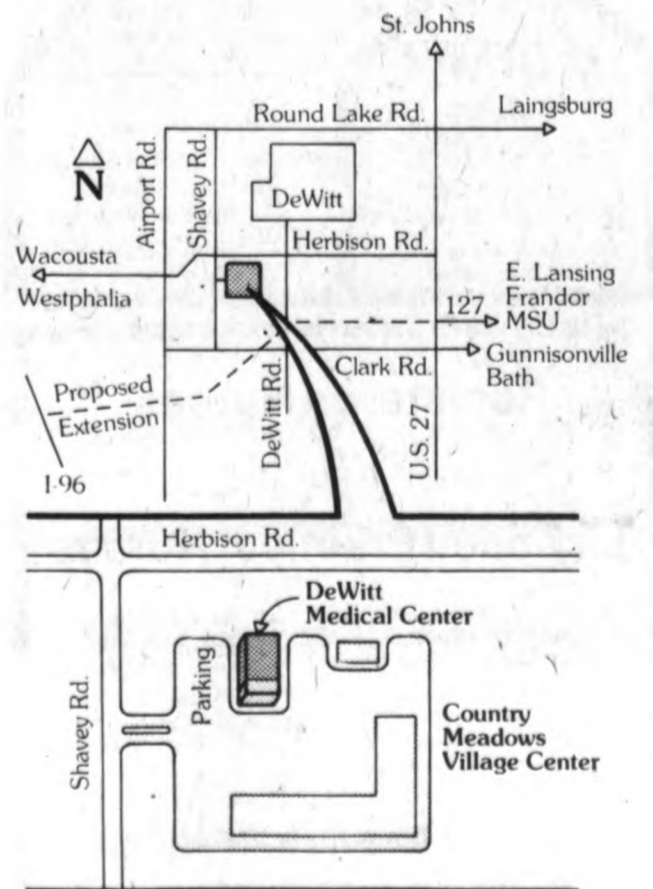 St. Johns
Round Lake Rd.
Laingsburg
N
Airport Rd.
Shavey Rd.
DeWitt
Herbison Rd.
Wacousta
Westphalia
E. Lansing
127
Frandor
MSU
Clark Rd.
Gunnisonville
Bath
Proposed
Extension
DeWitt Rd.
U.S. 27
I-96
Herbison Rd.
DeWitt
Medical Center
Parking
Shavey Rd.
Country
Meadows
Village Center